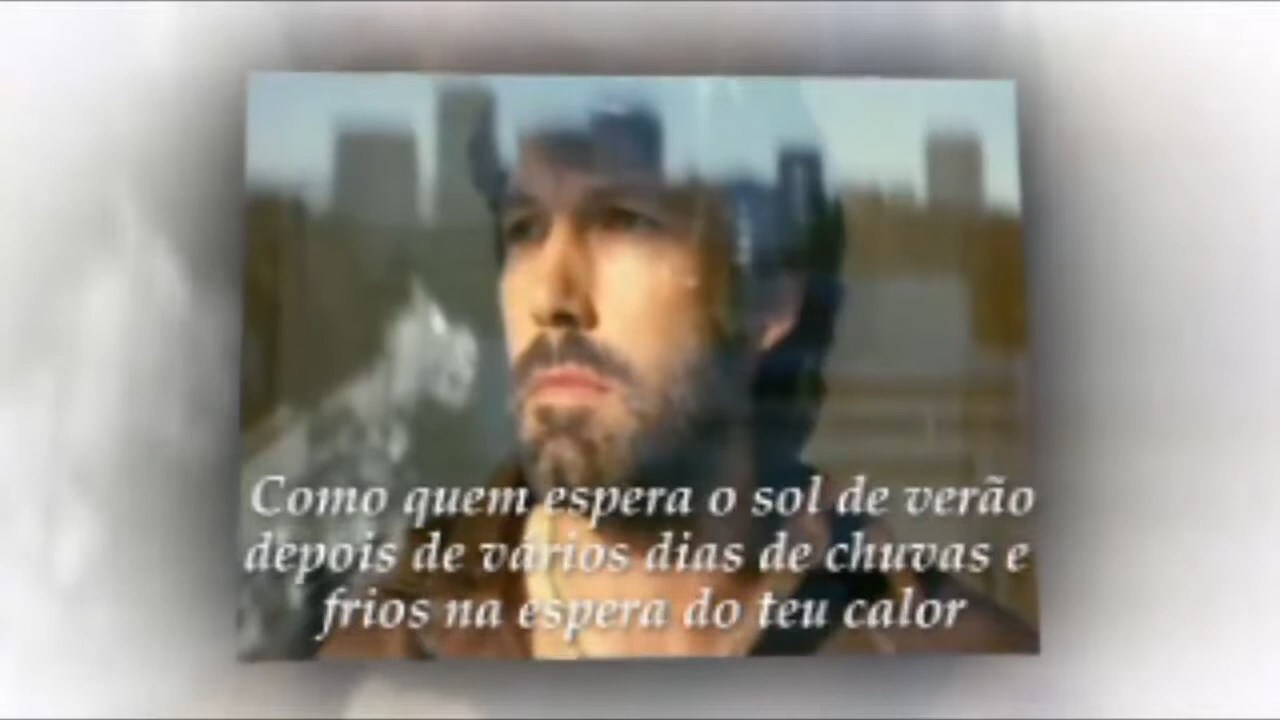 Como quem espera o sol de verão
depois de vários dias de chuvas e
frios na espera do teu calor